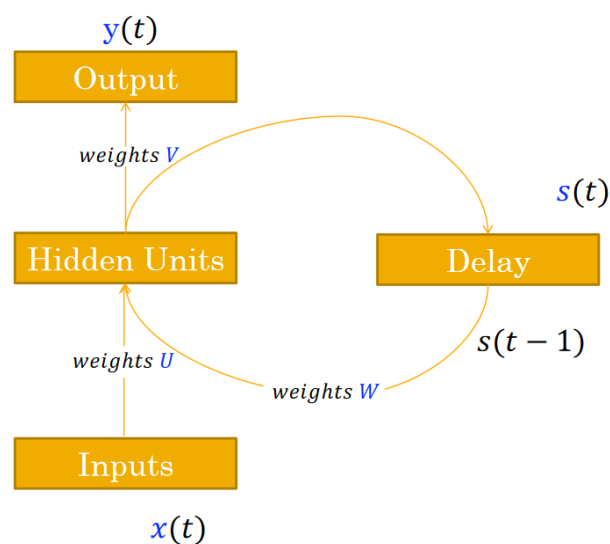 y(t)
Output
weights V
s(t)
Hidden Units
Delay
s(t − 1)
weights U
weights W
Inputs
x(t)